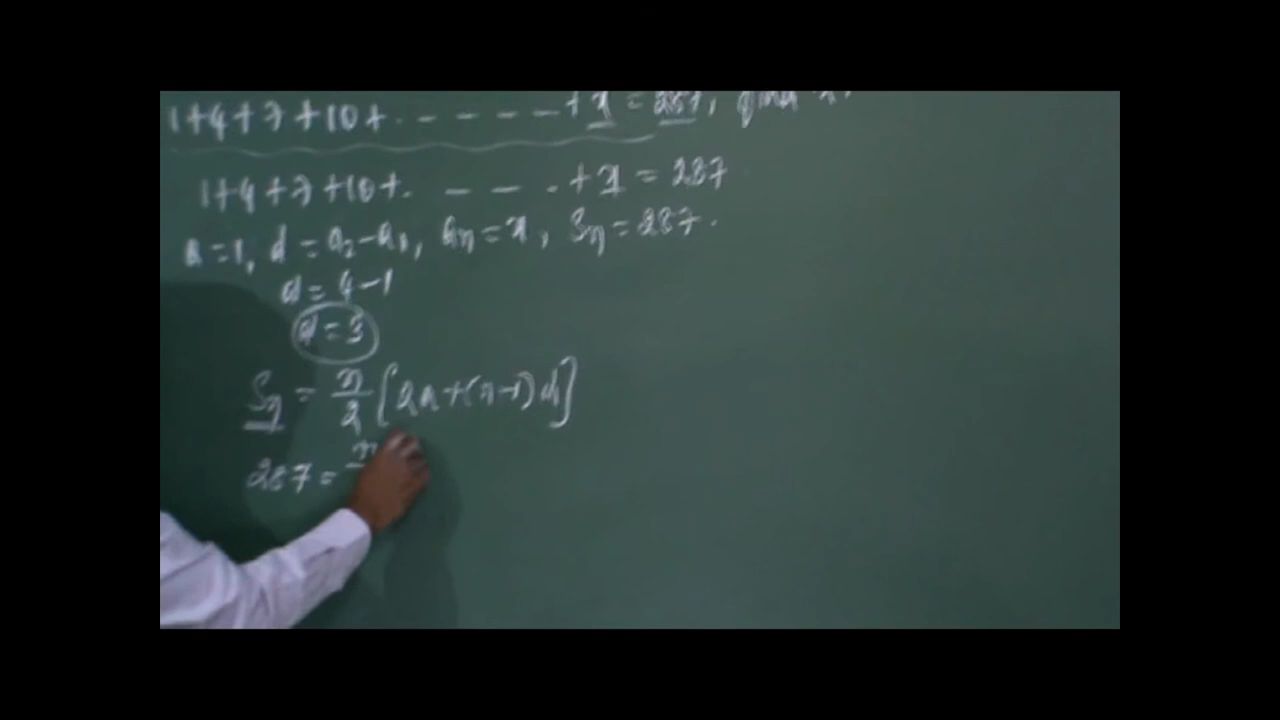 1+4+7+10+ . - - - - - + x = 287, find x.
1+4+7+10+. - - - . + x = 287
a=1, d=a₂-a₁, an=x, Sn=287.
d=4-1
d=3
Sn = n/2 [2a+(n-1)d]
287 = n